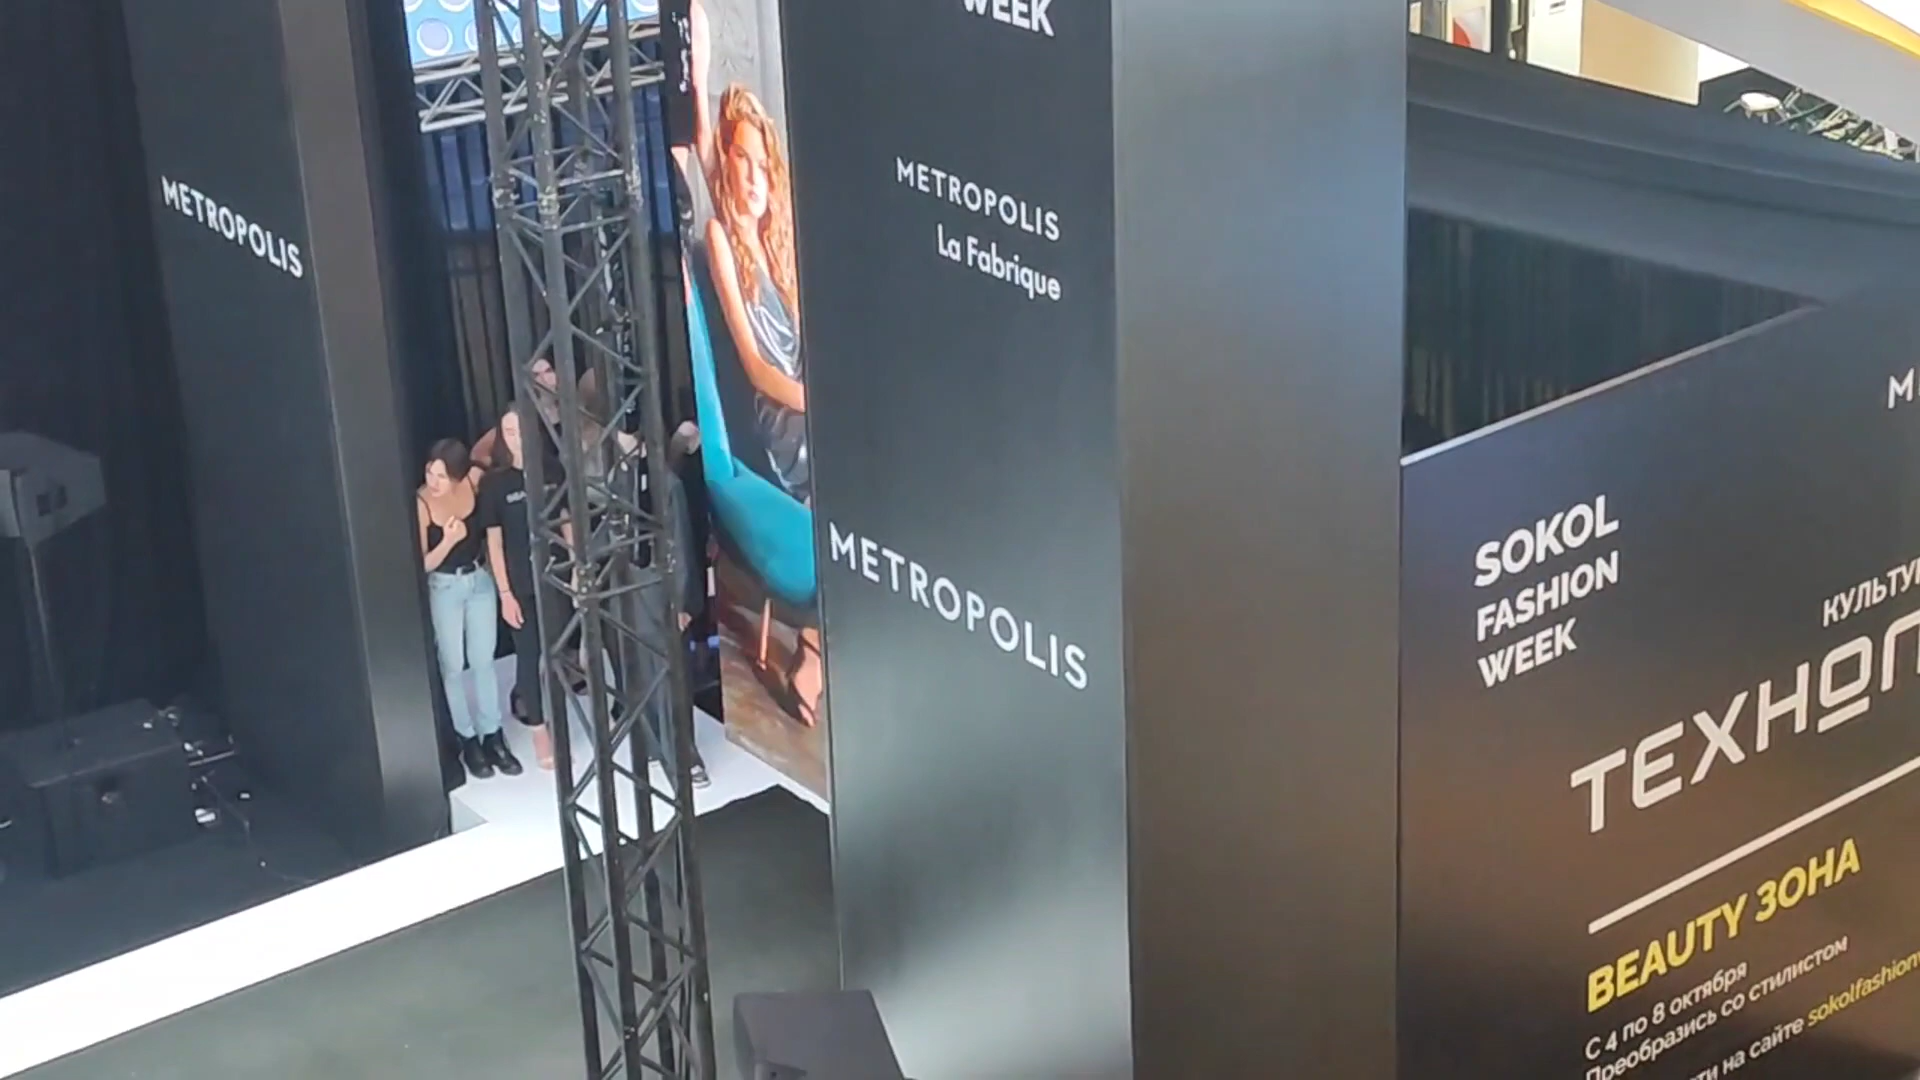 WEEK
METROPOLIS
METROPOLIS
La Fabrique
METROPOLIS
SOKOL
FASHION
WEEK
BEAUTY ЗОНА
С 4 по 8 октября
Преобразись со стилистом
на сайте